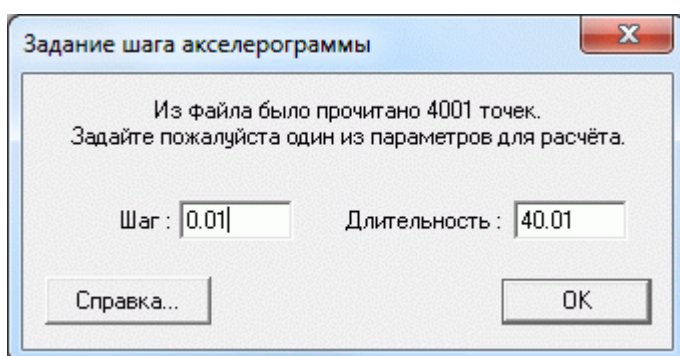 Задание шага акселерограммы
Из файла было прочитано 4001 точек.
Задайте пожалуйста один из параметров для расчёта.
Шаг : 0.01 Длительность : 40.01
Справка... OK